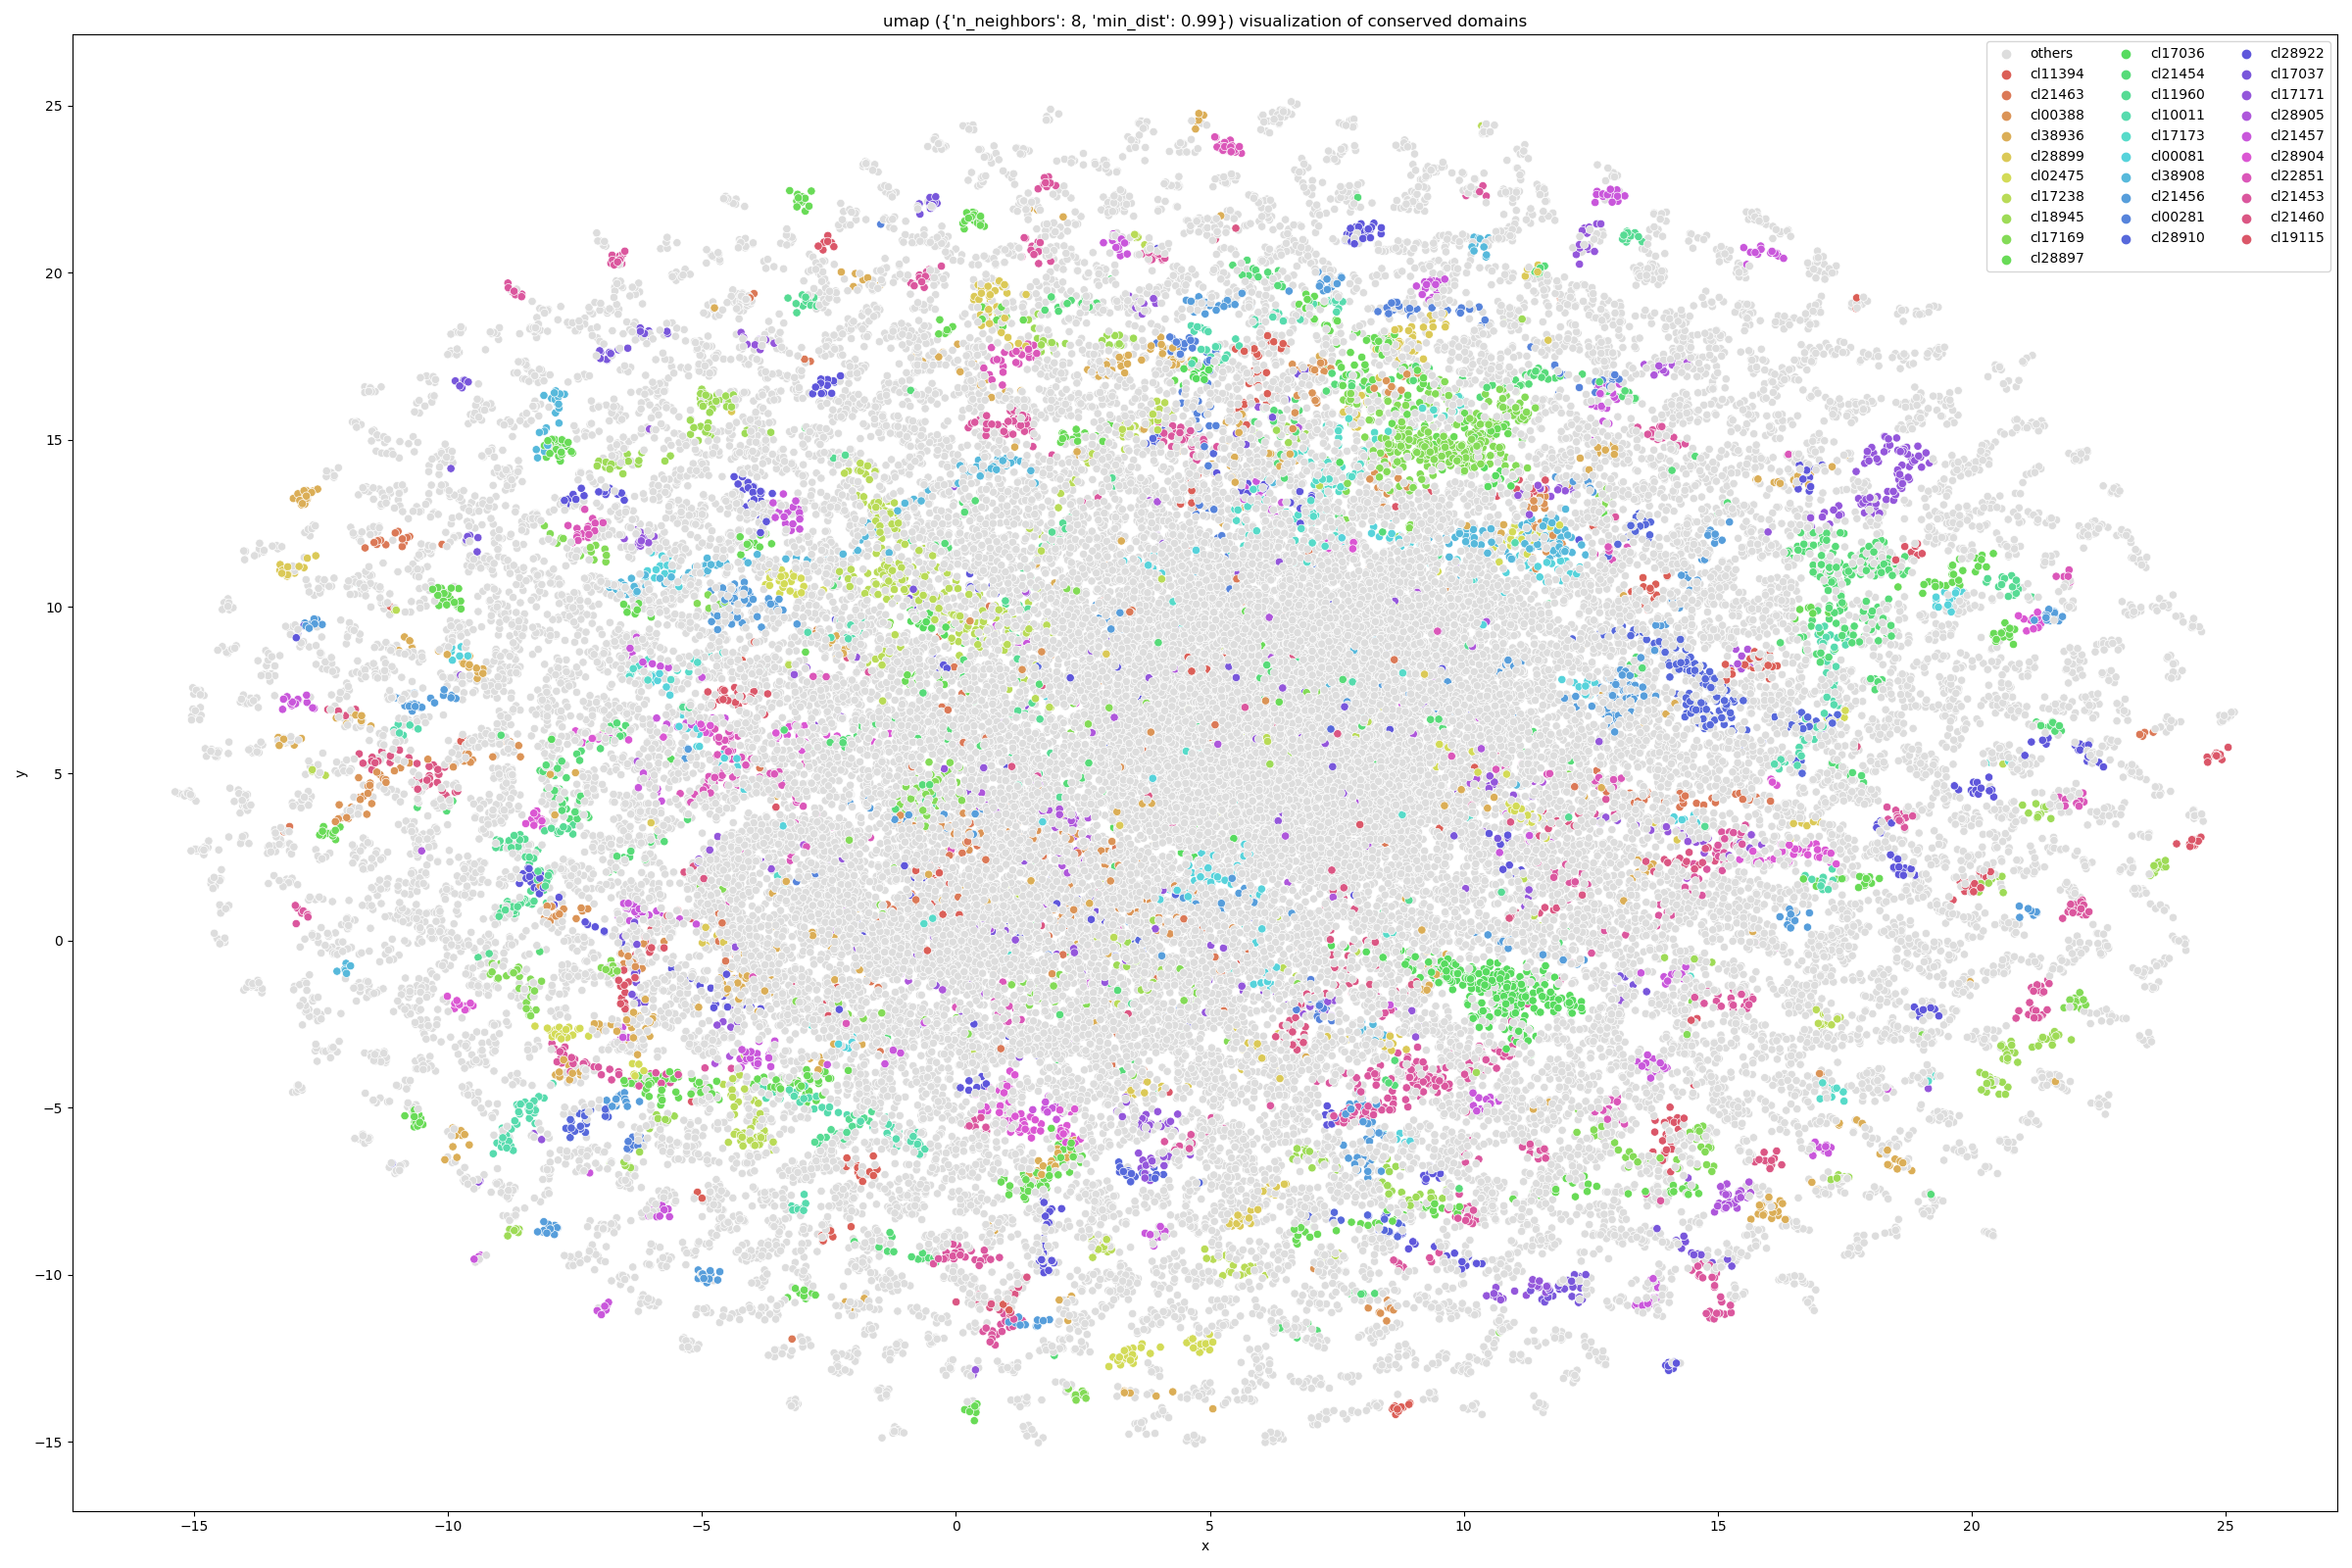 umap ({'n_neighbors': 8, 'min_dist': 0.99}) visualization of conserved domains
others
cl11394
cl21463
cl00388
cl38936
cl28899
cl02475
cl17238
cl18945
cl17169
cl28897
cl17036
cl21454
cl11960
cl10011
cl17173
cl00081
cl38908
cl21456
cl00281
cl28910
cl28922
cl17037
cl17171
cl28905
cl21457
cl28904
cl22851
cl21453
cl21460
cl19115
y
25
20
15
10
5
0
−5
−10
−15
−15 −10 −5 0 5 10 15 20 25
x